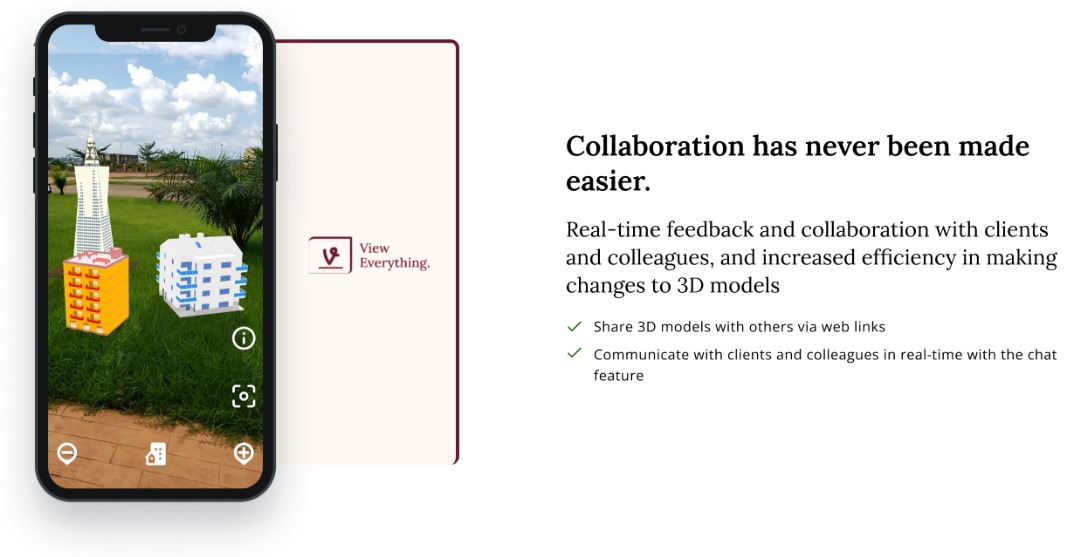 View
Everything.
Collaboration has never been made
easier.
Real-time feedback and collaboration with clients
and colleagues, and increased efficiency in making
changes to 3D models
Share 3D models with others via web links
Communicate with clients and colleagues in real-time with the chat
feature